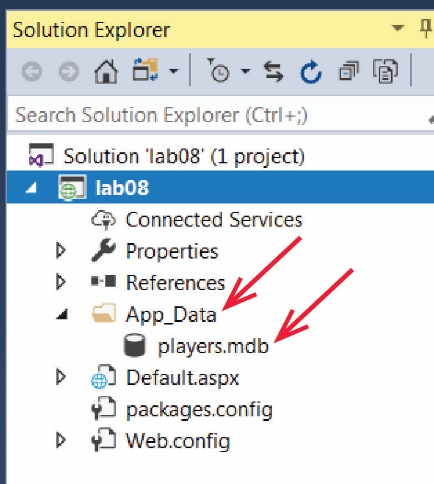 Solution Explorer
Search Solution Explorer (Ctrl+;)
Solution 'lab08' (1 project)
lab08
Connected Services
Properties
References
App_Data
players.mdb
Default.aspx
packages.config
Web.config